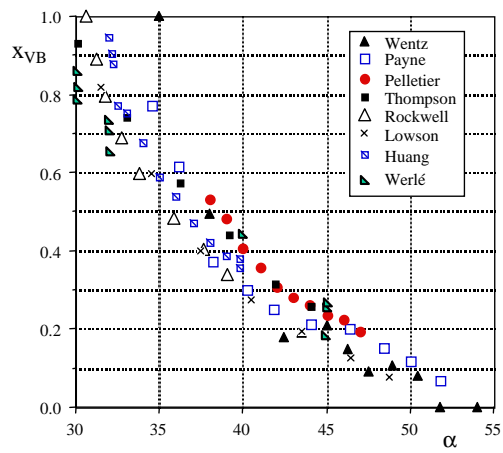 1.0
x_VB
0.8
0.6
0.4
0.2
0.0
Wentz
Payne
Pelletier
Thompson
Rockwell
Lowson
Huang
Werlé
30 35 40 45 50 55
α